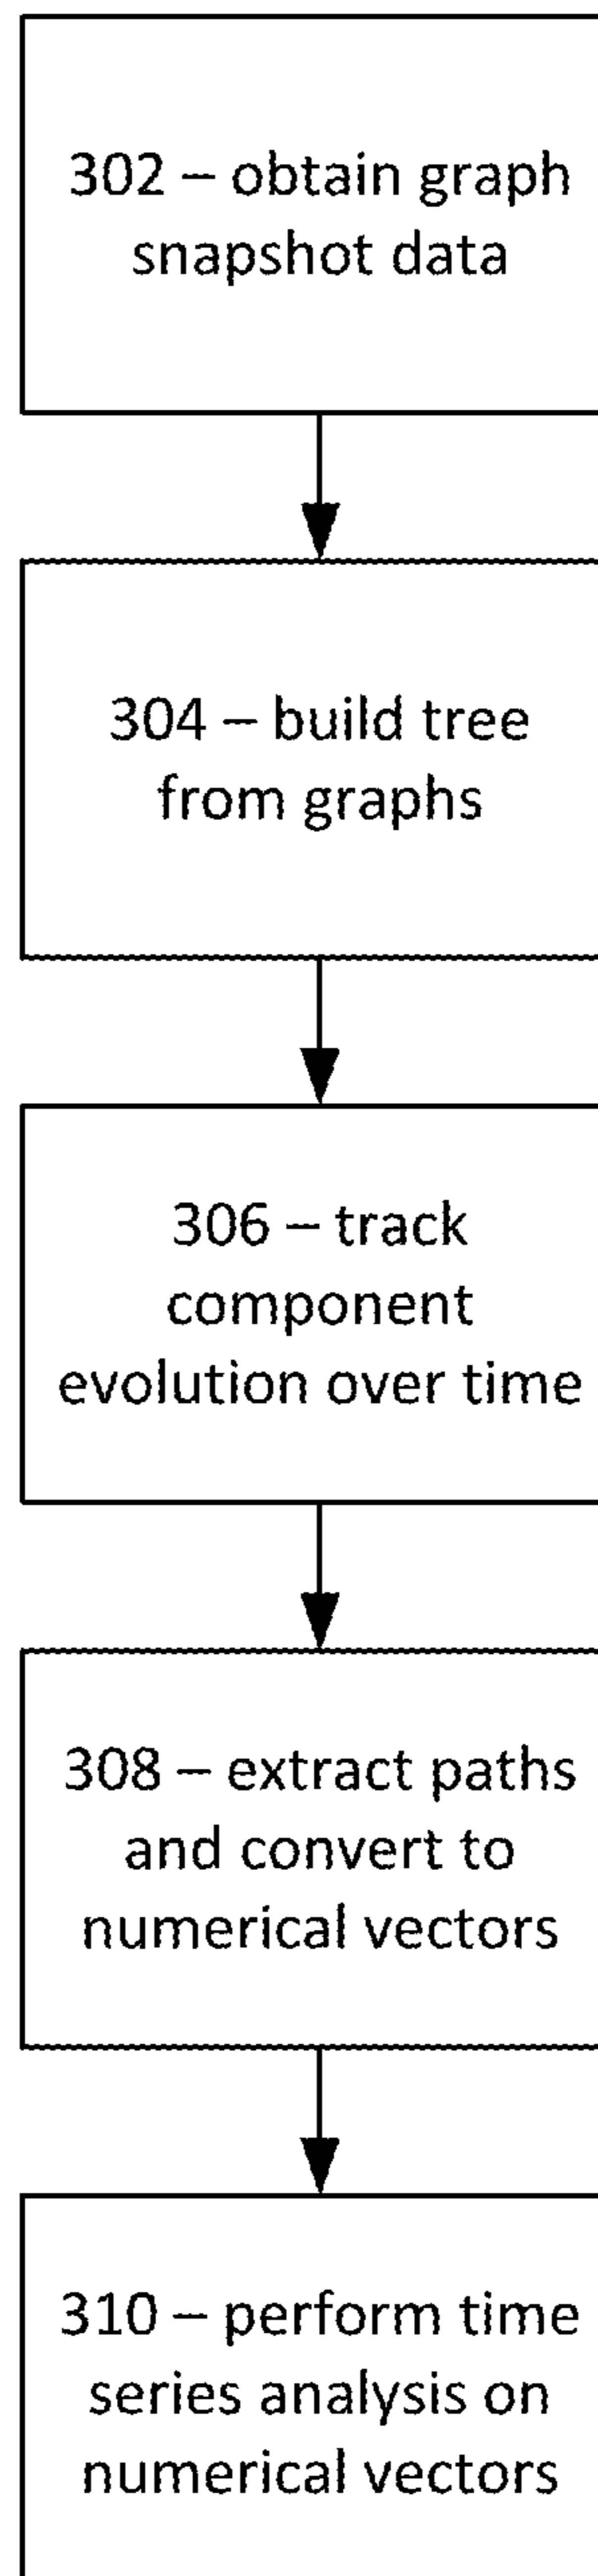 302 – obtain graph
snapshot data
304 – build tree
from graphs
306 – track
component
evolution over time
308 – extract paths
and convert to
numerical vectors
310 – perform time
series analysis on
numerical vectors